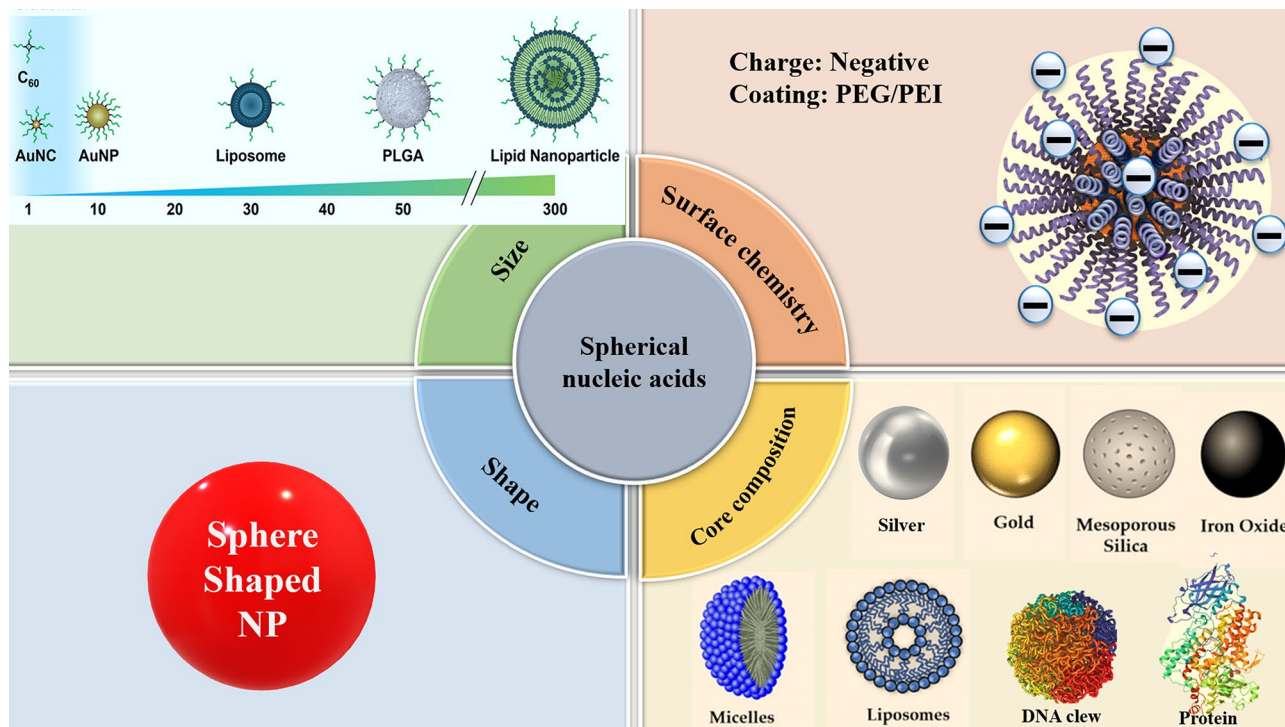 C60
AuNC
AuNP
Liposome
PLGA
Lipid Nanoparticle
1 10 20 30 40 50 300
Charge: Negative
Coating: PEG/PEI
Size
Surface chemistry
Spherical
nucleic acids
Shape
Core composition
Sphere
Shaped
NP
Silver
Gold
Mesoporous
Silica
Iron Oxide
Micelles
Liposomes
DNA clew
Protein